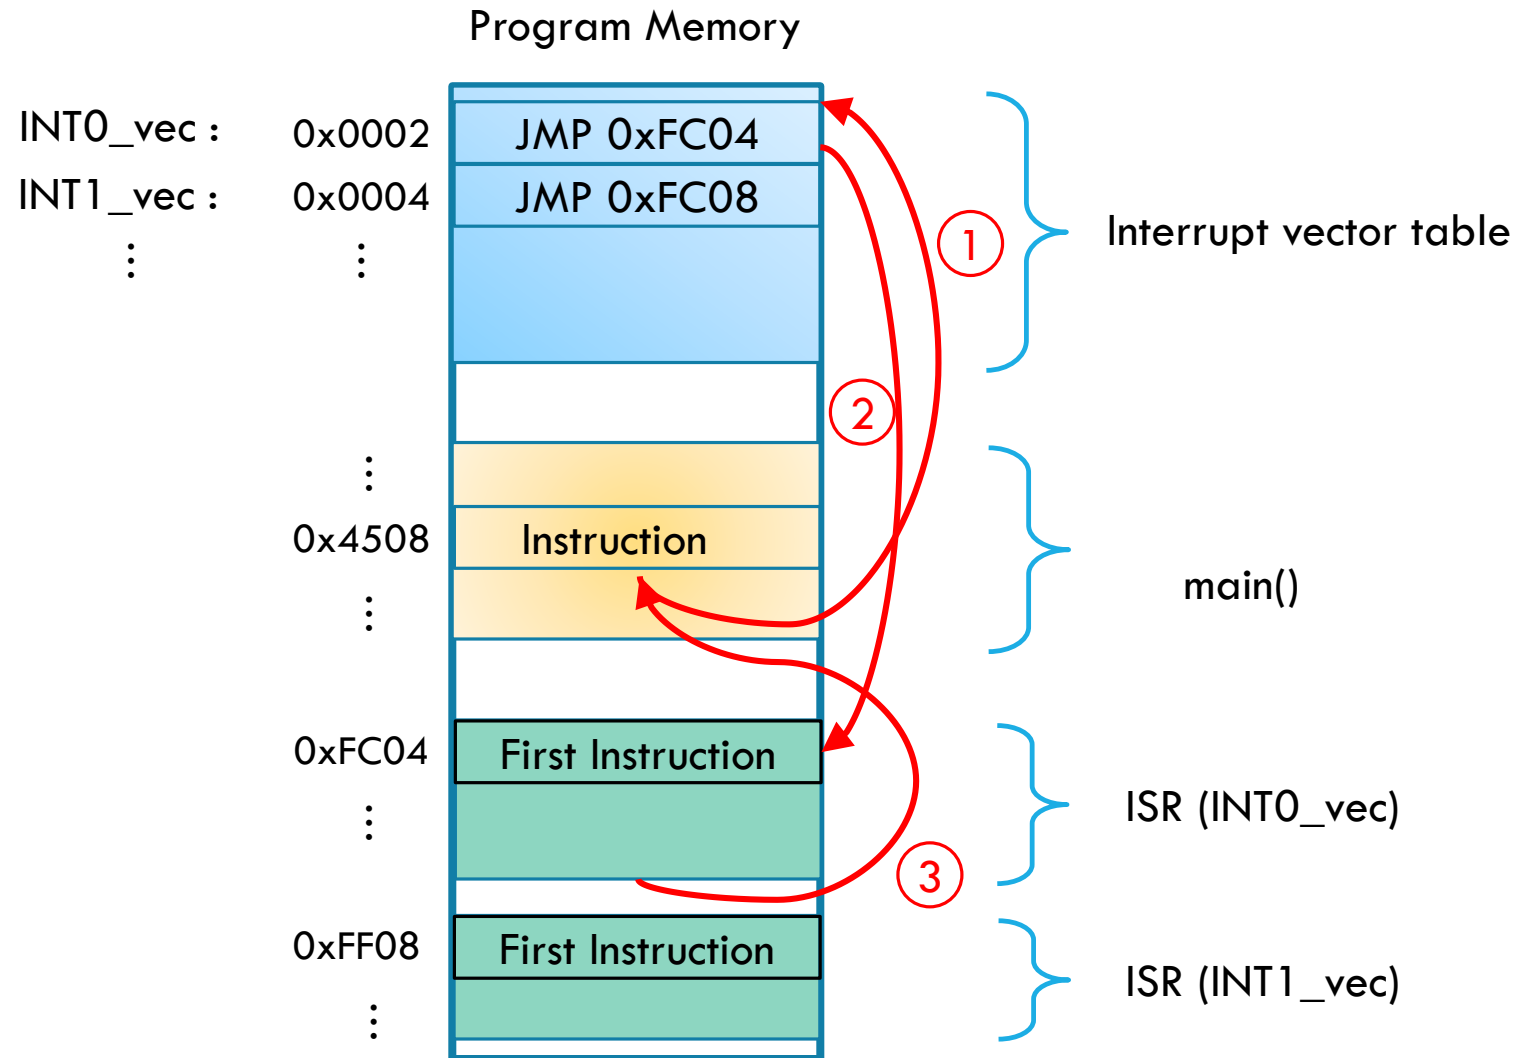 Program Memory
INT0_vec : 0x0002 JMP 0xFC04
INT1_vec : 0x0004 JMP 0xFC08
⋮ ⋮
1
Interrupt vector table
2
⋮
0x4508 Instruction
⋮
main()
0xFC04 First Instruction
⋮
ISR (INT0_vec)
3
0xFF08 First Instruction
ISR (INT1_vec)
⋮